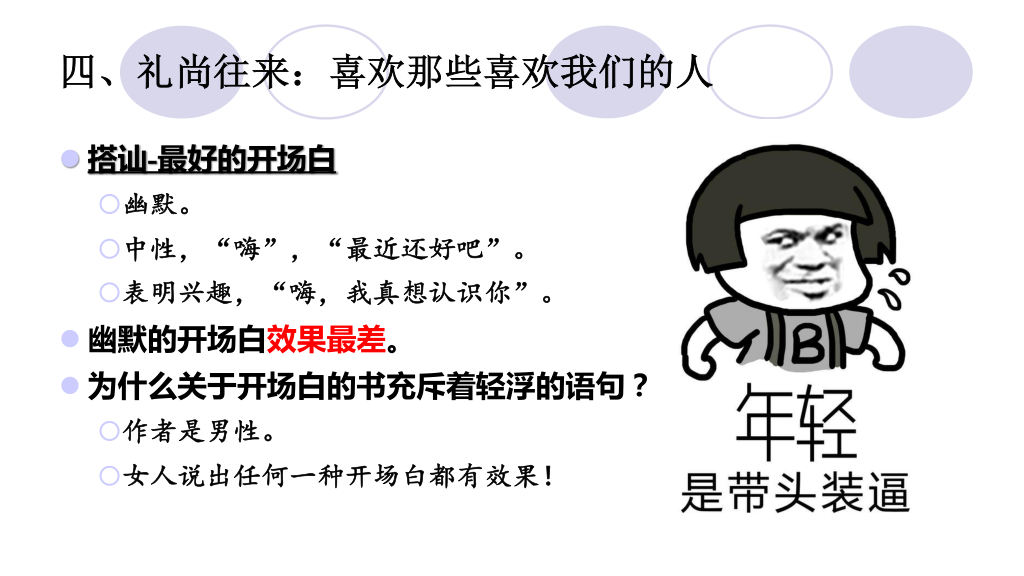 四、礼尚往来：喜欢那些喜欢我们的人
搭讪-最好的开场白
幽默。
中性，“嗨”，“最近还好吧”。
表明兴趣，“嗨，我真想认识你”。
幽默的开场白效果最差。
为什么关于开场白的书充斥着轻浮的语句？
作者是男性。
女人说出任何一种开场白都有效果！
B
年轻
是带头装逼